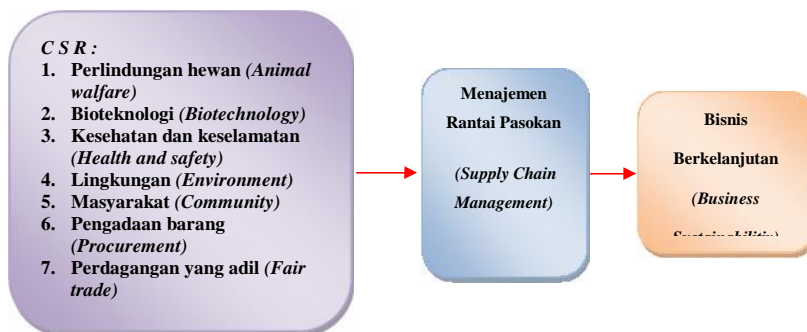 C S R :
1. Perlindungan hewan (Animal
walfare)
2. Bioteknologi (Biotechnology)
3. Kesehatan dan keselamatan
(Health and safety)
4. Lingkungan (Environment)
5. Masyarakat (Community)
6. Pengadaan barang
(Procurement)
7. Perdagangan yang adil (Fair
trade)
Menajemen
Rantai Pasokan
(Supply Chain
Management)
Bisnis
Berkelanjutan
(Business